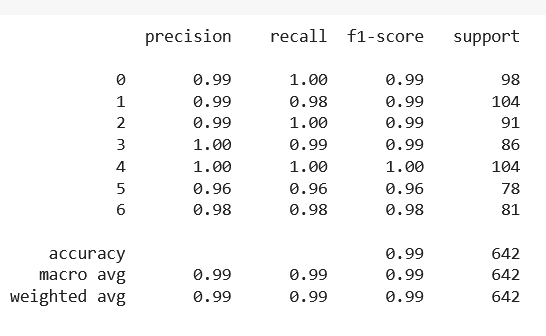 precision recall f1-score support
0 0.99 1.00 0.99 98
1 0.99 0.98 0.99 104
2 0.99 1.00 0.99 91
3 1.00 0.99 0.99 86
4 1.00 1.00 1.00 104
5 0.96 0.96 0.96 78
6 0.98 0.98 0.98 81
accuracy 0.99 642
macro avg 0.99 0.99 0.99 642
weighted avg 0.99 0.99 0.99 642